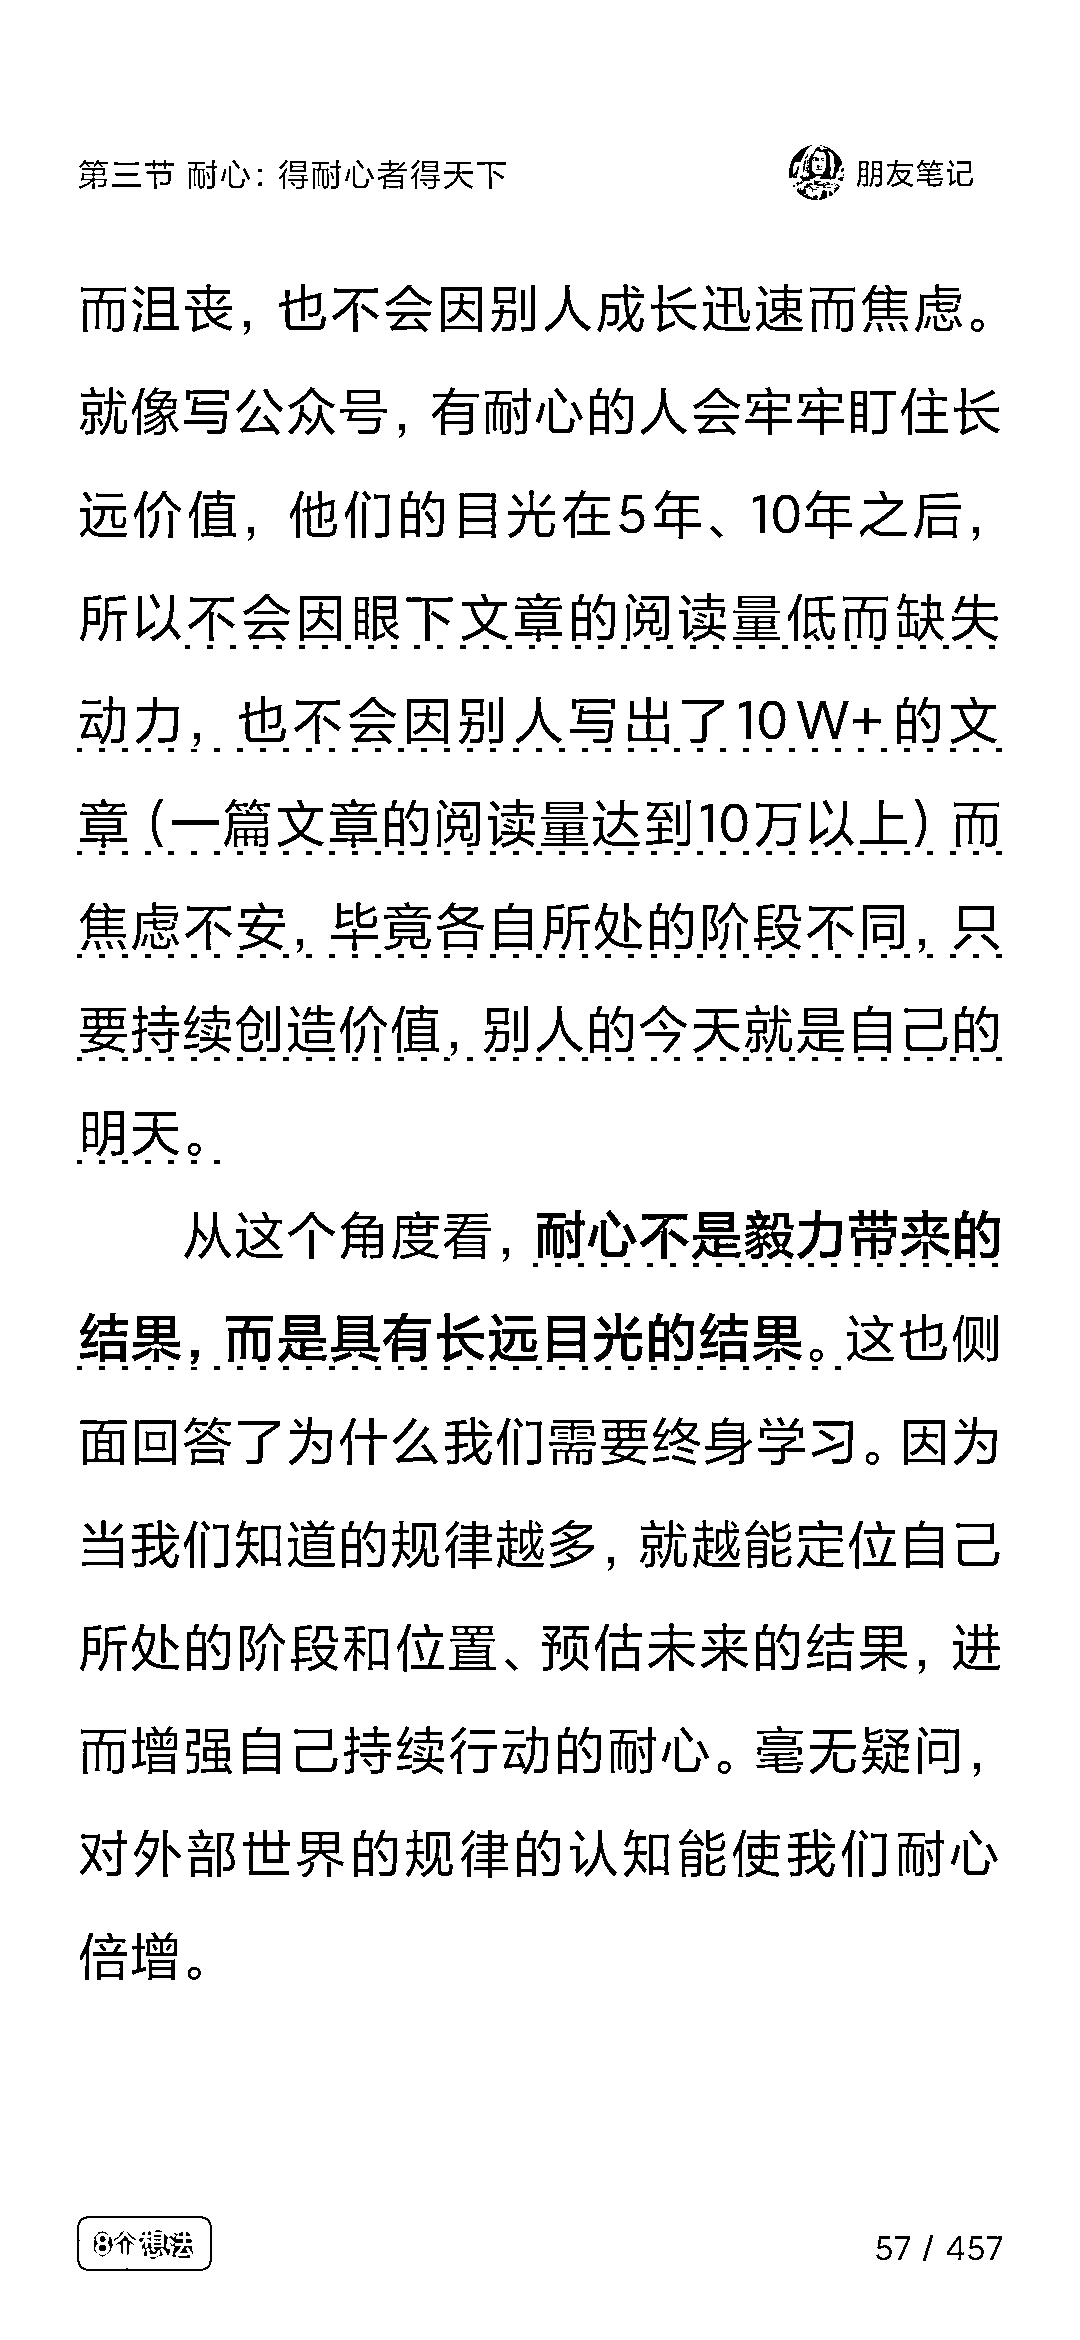 第三节 耐心：得耐心者得天下
朋友笔记
而沮丧，也不会因别人成长迅速而焦虑。
就像写公众号，有耐心的人会牢牢盯住长
远价值，他们的目光在5年、10年之后，
所以不会因眼下文章的阅读量低而缺失
动力，也不会因别人写出了10W+的文
章（一篇文章的阅读量达到10万以上）而
焦虑不安，毕竟各自所处的阶段不同，只
要持续创造价值，别人的今天就是自己的
明天。
从这个角度看，耐心不是毅力带来的
结果，而是具有长远目光的结果。这也侧
面回答了为什么我们需要终身学习。因为
当我们知道的规律越多，就越能定位自己
所处的阶段和位置、预估未来的结果，进
而增强自己持续行动的耐心。毫无疑问，
对外部世界的规律的认知能使我们耐心
倍增。
8个想法
57 / 457